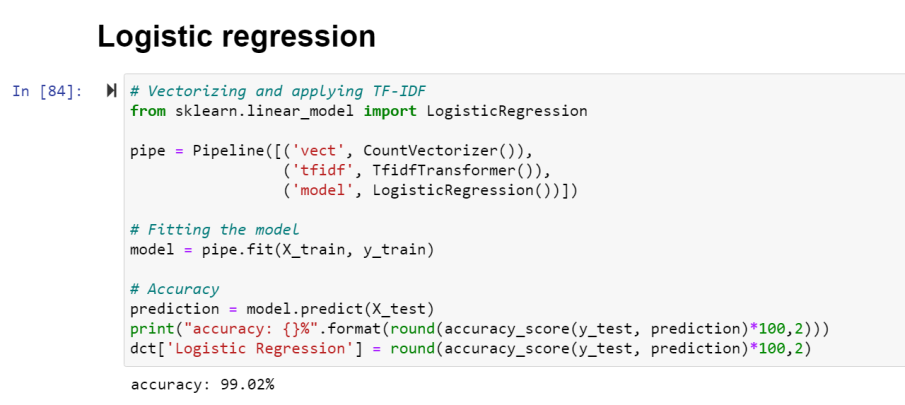 Logistic regression
In [84]:
# Vectorizing and applying TF-IDF
from sklearn.linear_model import LogisticRegression

pipe = Pipeline([('vect', CountVectorizer()),
                 ('tfidf', TfidfTransformer()),
                 ('model', LogisticRegression())])

# Fitting the model
model = pipe.fit(X_train, y_train)

# Accuracy
prediction = model.predict(X_test)
print("accuracy: {}%".format(round(accuracy_score(y_test, prediction)*100,2)))
dct['Logistic Regression'] = round(accuracy_score(y_test, prediction)*100,2)
accuracy: 99.02%